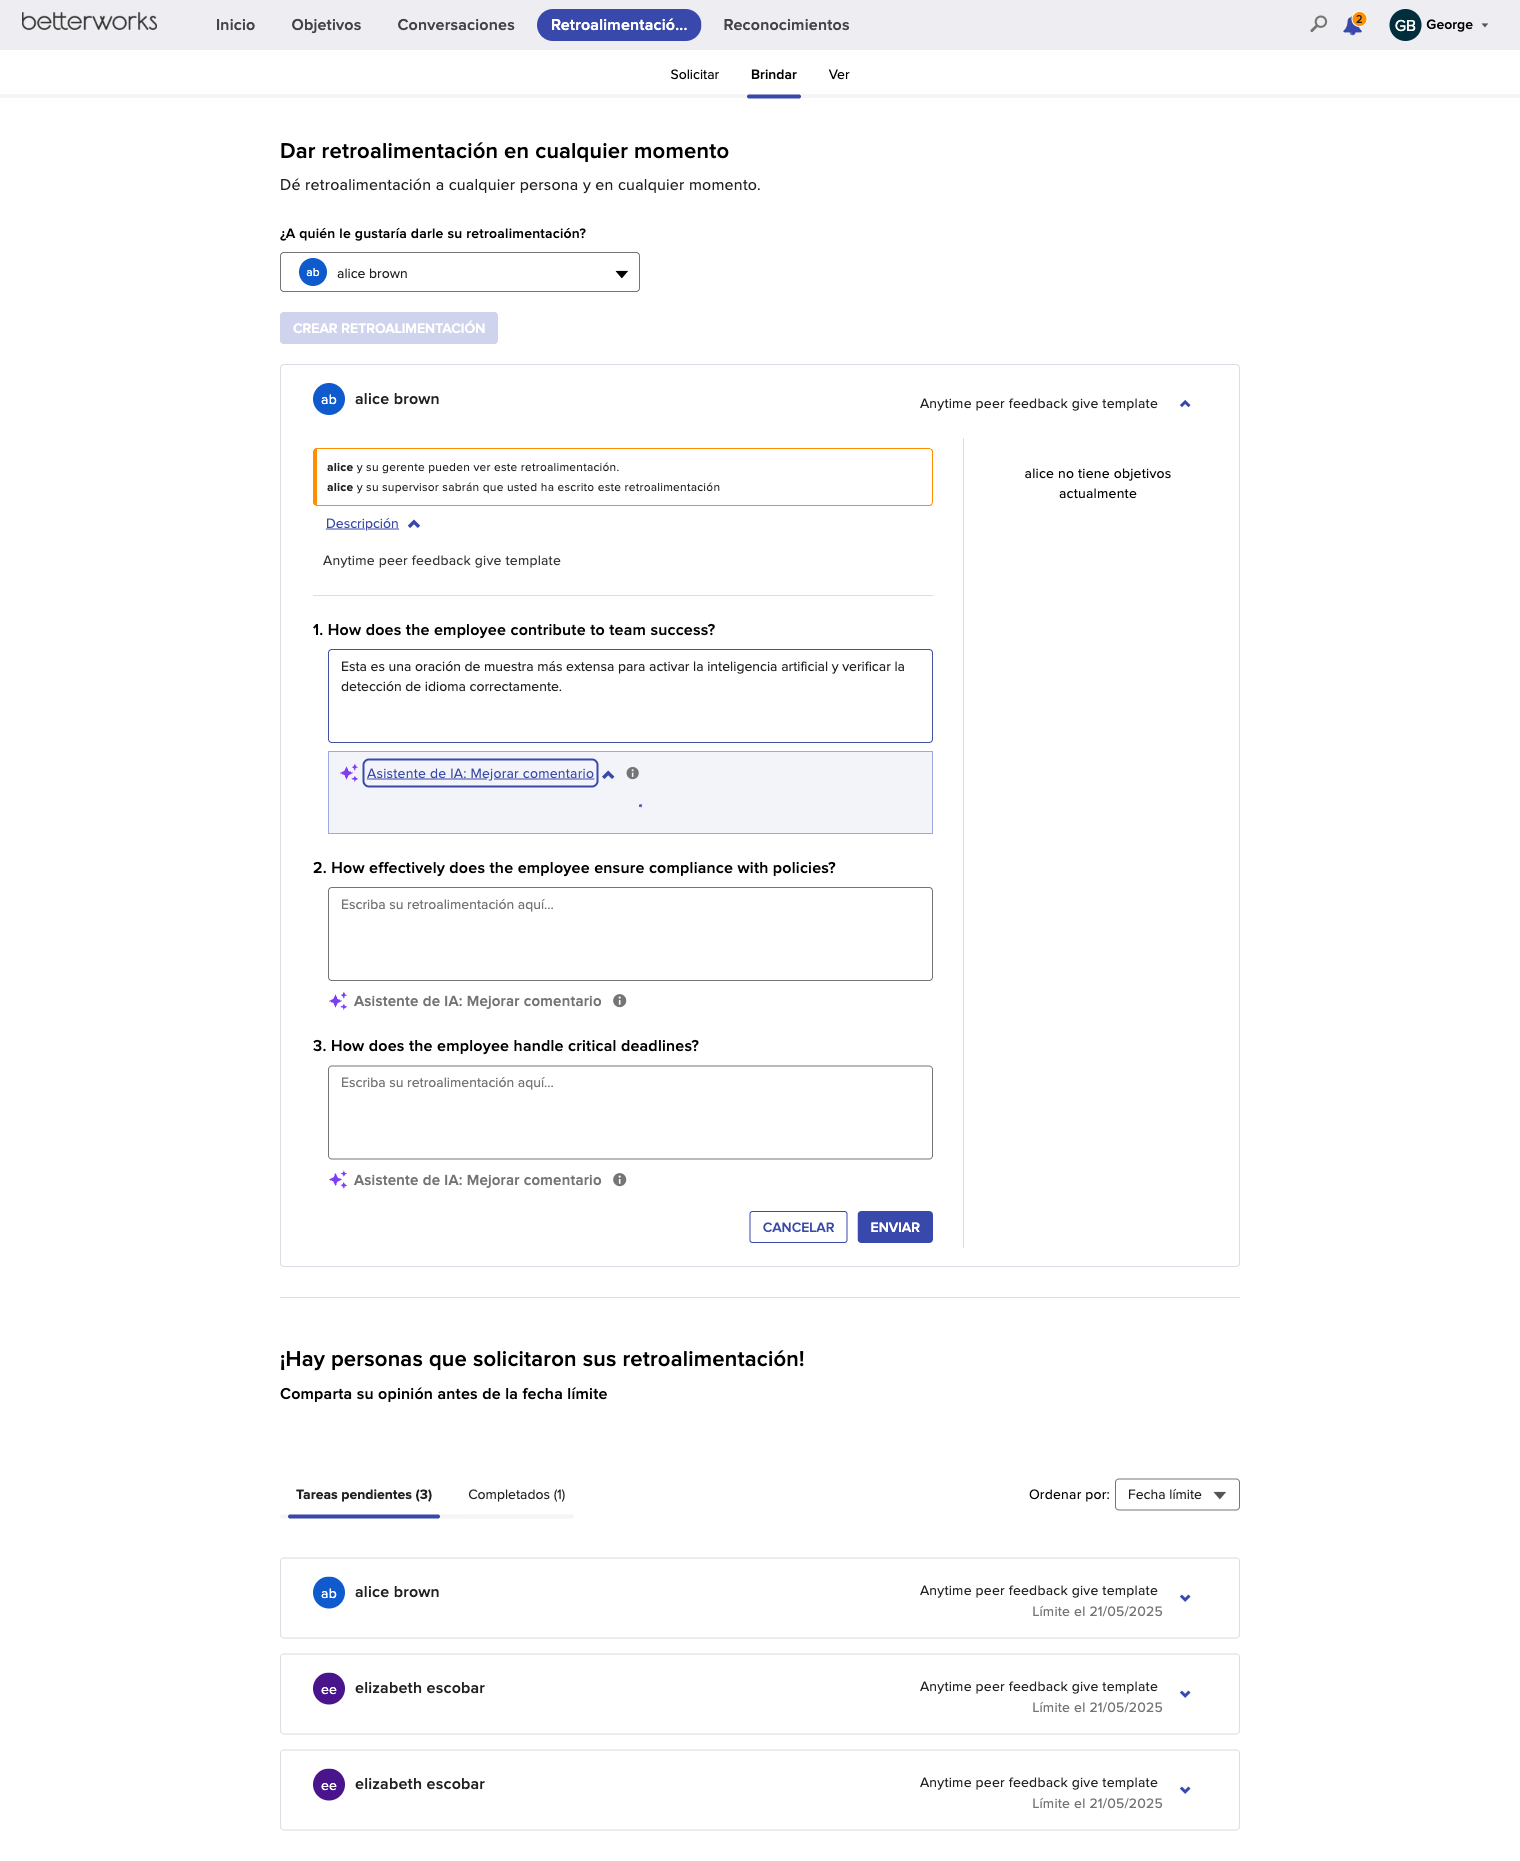 betterworks
Inicio
Objetivos
Conversaciones
Retroalimentació...
Reconocimientos
2
GB
George
Solicitar
Brindar
Ver
Dar retroalimentación en cualquier momento
Dé retroalimentación a cualquier persona y en cualquier momento.
¿A quién le gustaría darle su retroalimentación?
ab alice brown
CREAR RETROALIMENTACIÓN
ab alice brown
Anytime peer feedback give template
alice y su gerente pueden ver este retroalimentación.
alice y su supervisor sabrán que usted ha escrito este retroalimentación
alice no tiene objetivos
actualmente
Descripción
Anytime peer feedback give template
1. How does the employee contribute to team success?
Esta es una oración de muestra más extensa para activar la inteligencia artificial y verificar la
detección de idioma correctamente.
Asistente de IA: Mejorar comentario
2. How effectively does the employee ensure compliance with policies?
Escriba su retroalimentación aquí...
Asistente de IA: Mejorar comentario
3. How does the employee handle critical deadlines?
Escriba su retroalimentación aquí...
Asistente de IA: Mejorar comentario
CANCELAR
ENVIAR
¡Hay personas que solicitaron sus retroalimentación!
Comparta su opinión antes de la fecha límite
Tareas pendientes (3)
Completados (1)
Ordenar por: Fecha límite
ab alice brown
Anytime peer feedback give template
Límite el 21/05/2025
ee elizabeth escobar
Anytime peer feedback give template
Límite el 21/05/2025
ee elizabeth escobar
Anytime peer feedback give template
Límite el 21/05/2025